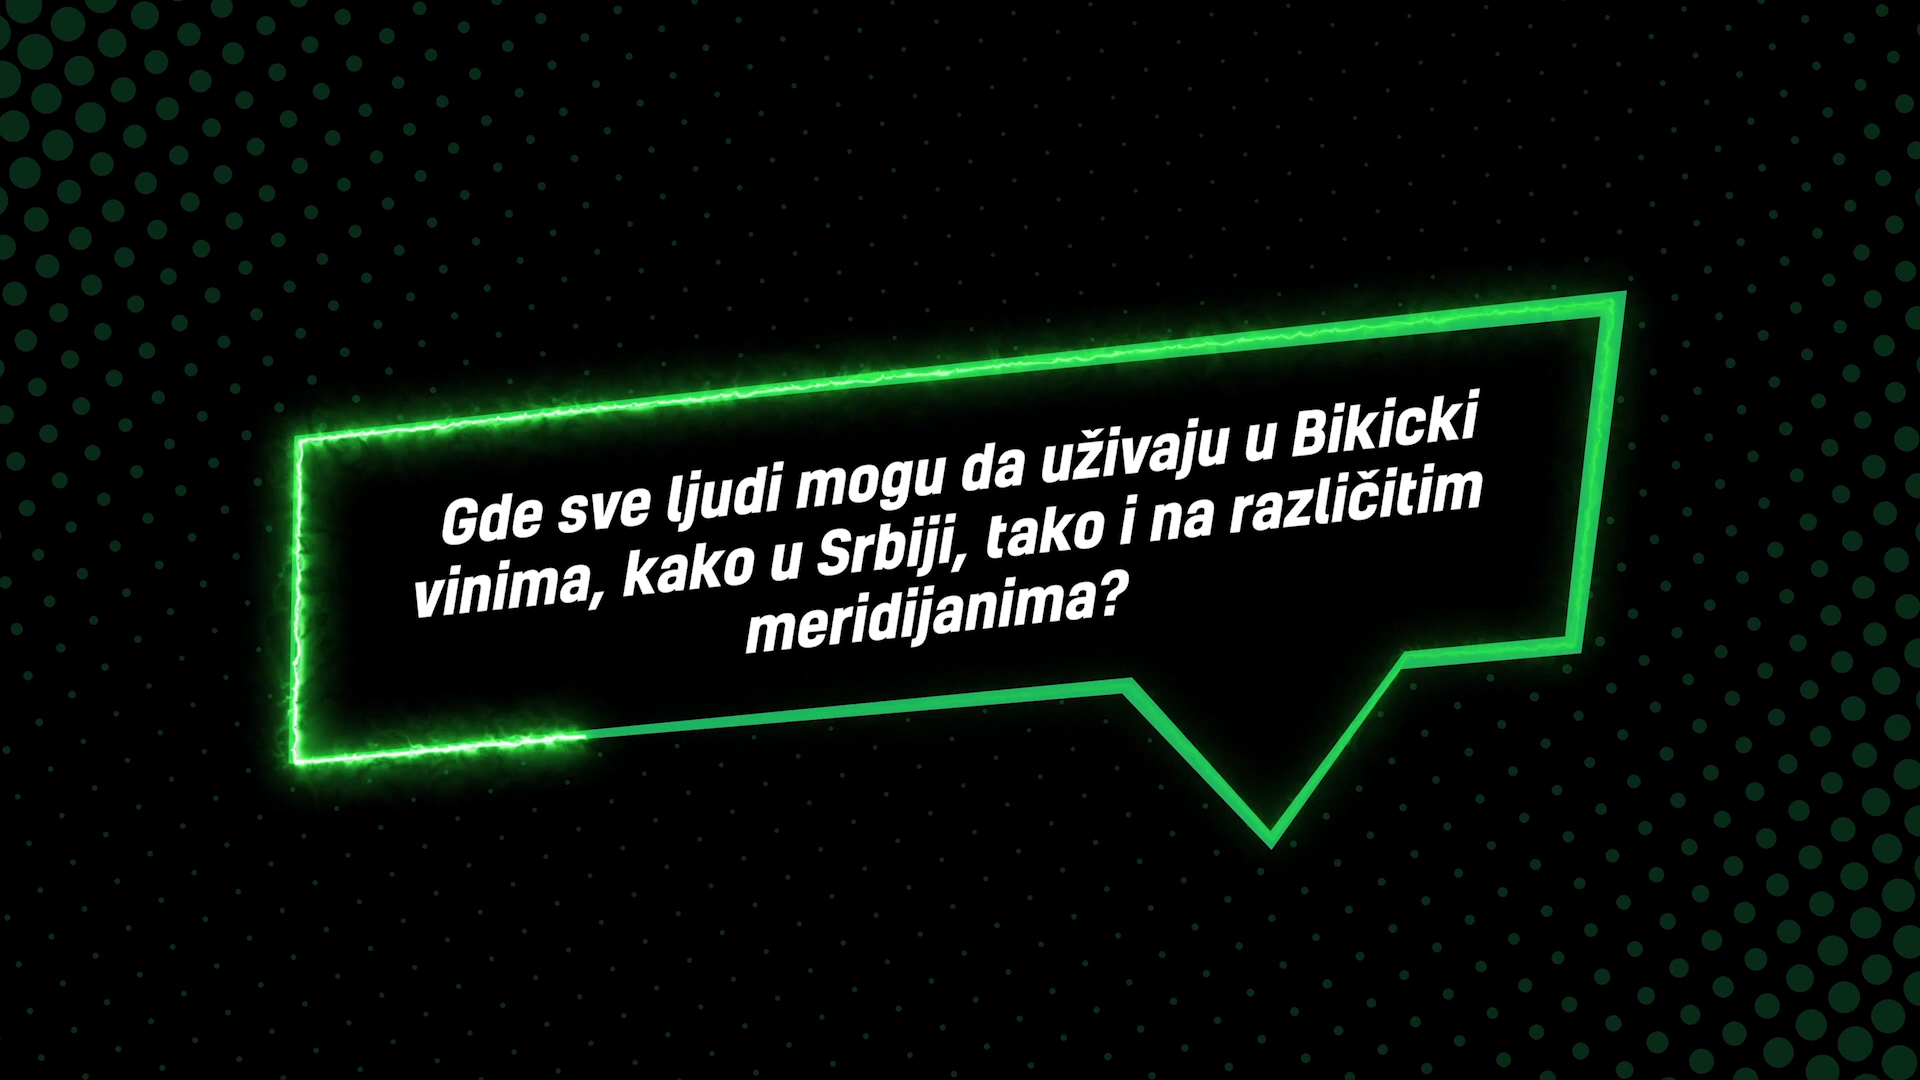 Gde sve ljudi mogu da uživaju u Bikicki
vinima, kako u Srbiji, tako i na različitim
meridijanima?